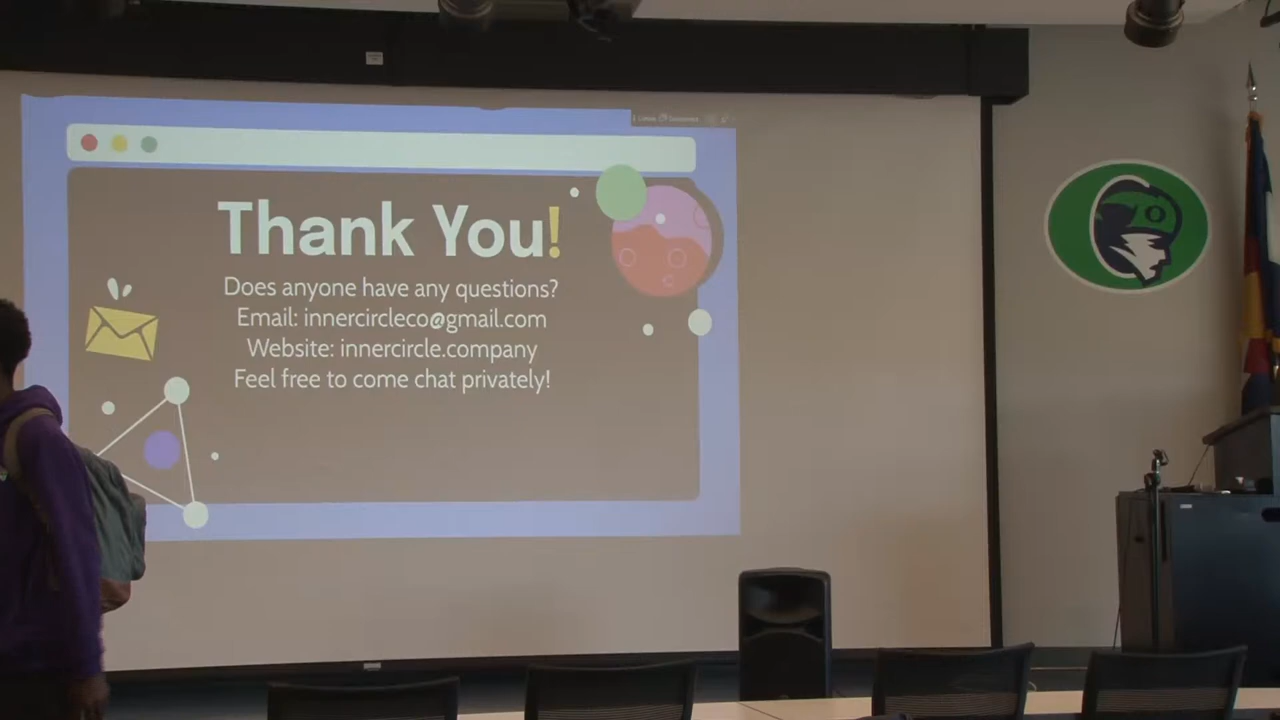 Thank You!
Does anyone have any questions?
Email: innercircleco@gmail.com
Website: innercircle.company
Feel free to come chat privately!